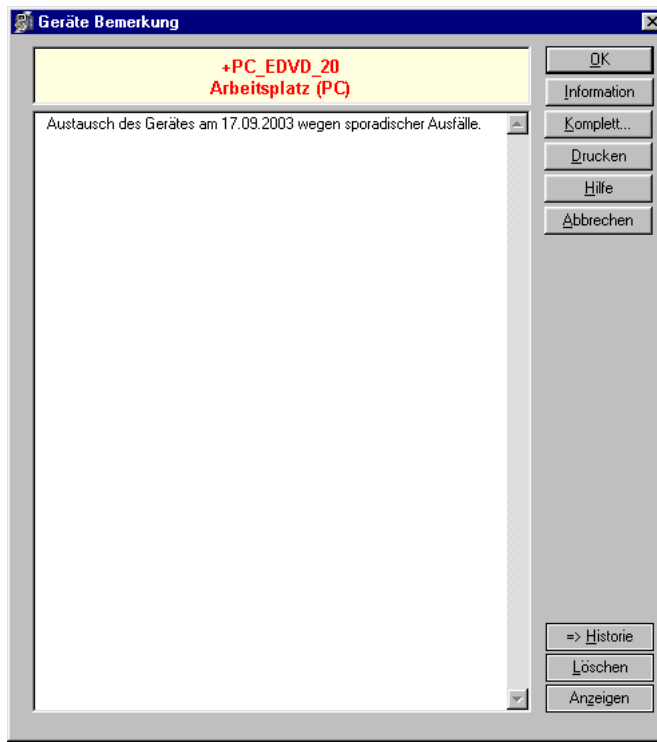 Geräte Bemerkung
+PC_EDVD_20
Arbeitsplatz (PC)
Austausch des Gerätes am 17.09.2003 wegen sporadischer Ausfälle.
OK
Information
Komplett...
Drucken
Hilfe
Abbrechen
=> Historie
Löschen
Anzeigen